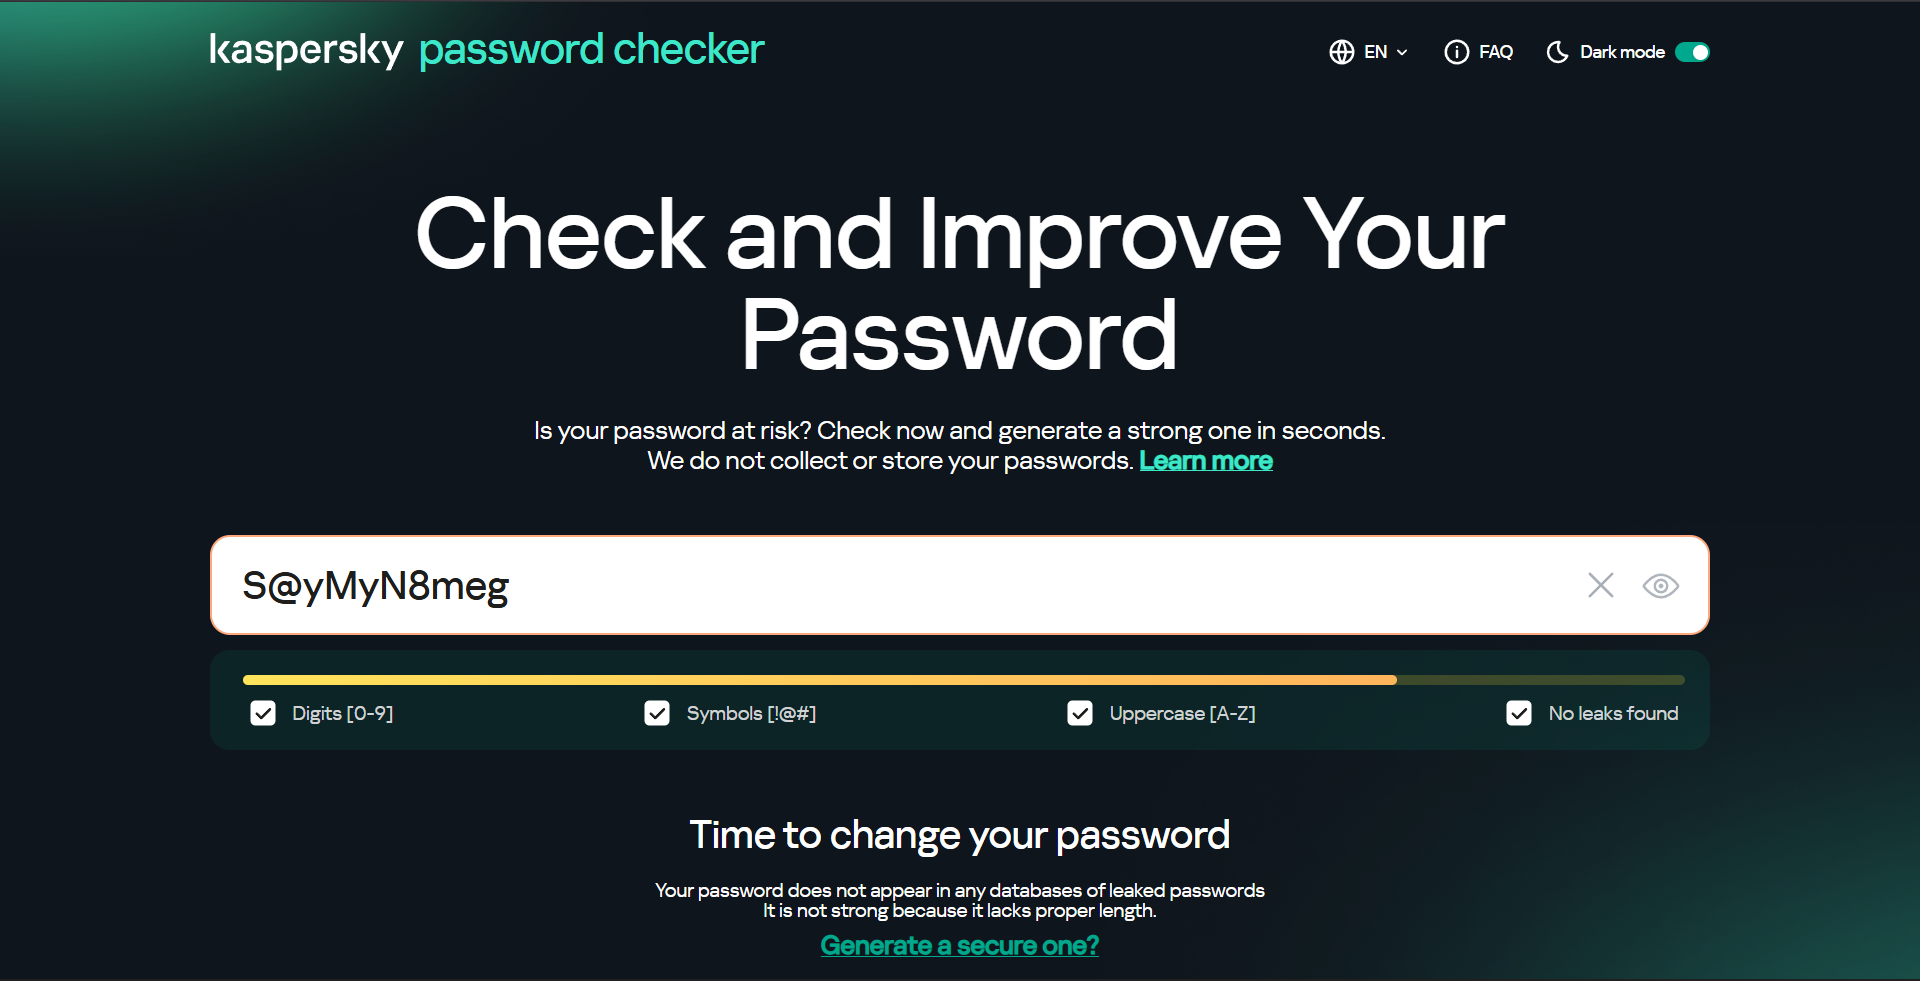 kaspersky password checker
EN
FAQ
Dark mode
Check and Improve Your
Password
Is your password at risk? Check now and generate a strong one in seconds.
We do not collect or store your passwords. Learn more
S@yMyN8meg
Digits [0-9]
Symbols [!@#]
Uppercase [A-Z]
No leaks found
Time to change your password
Your password does not appear in any databases of leaked passwords
It is not strong because it lacks proper length.
Generate a secure one?